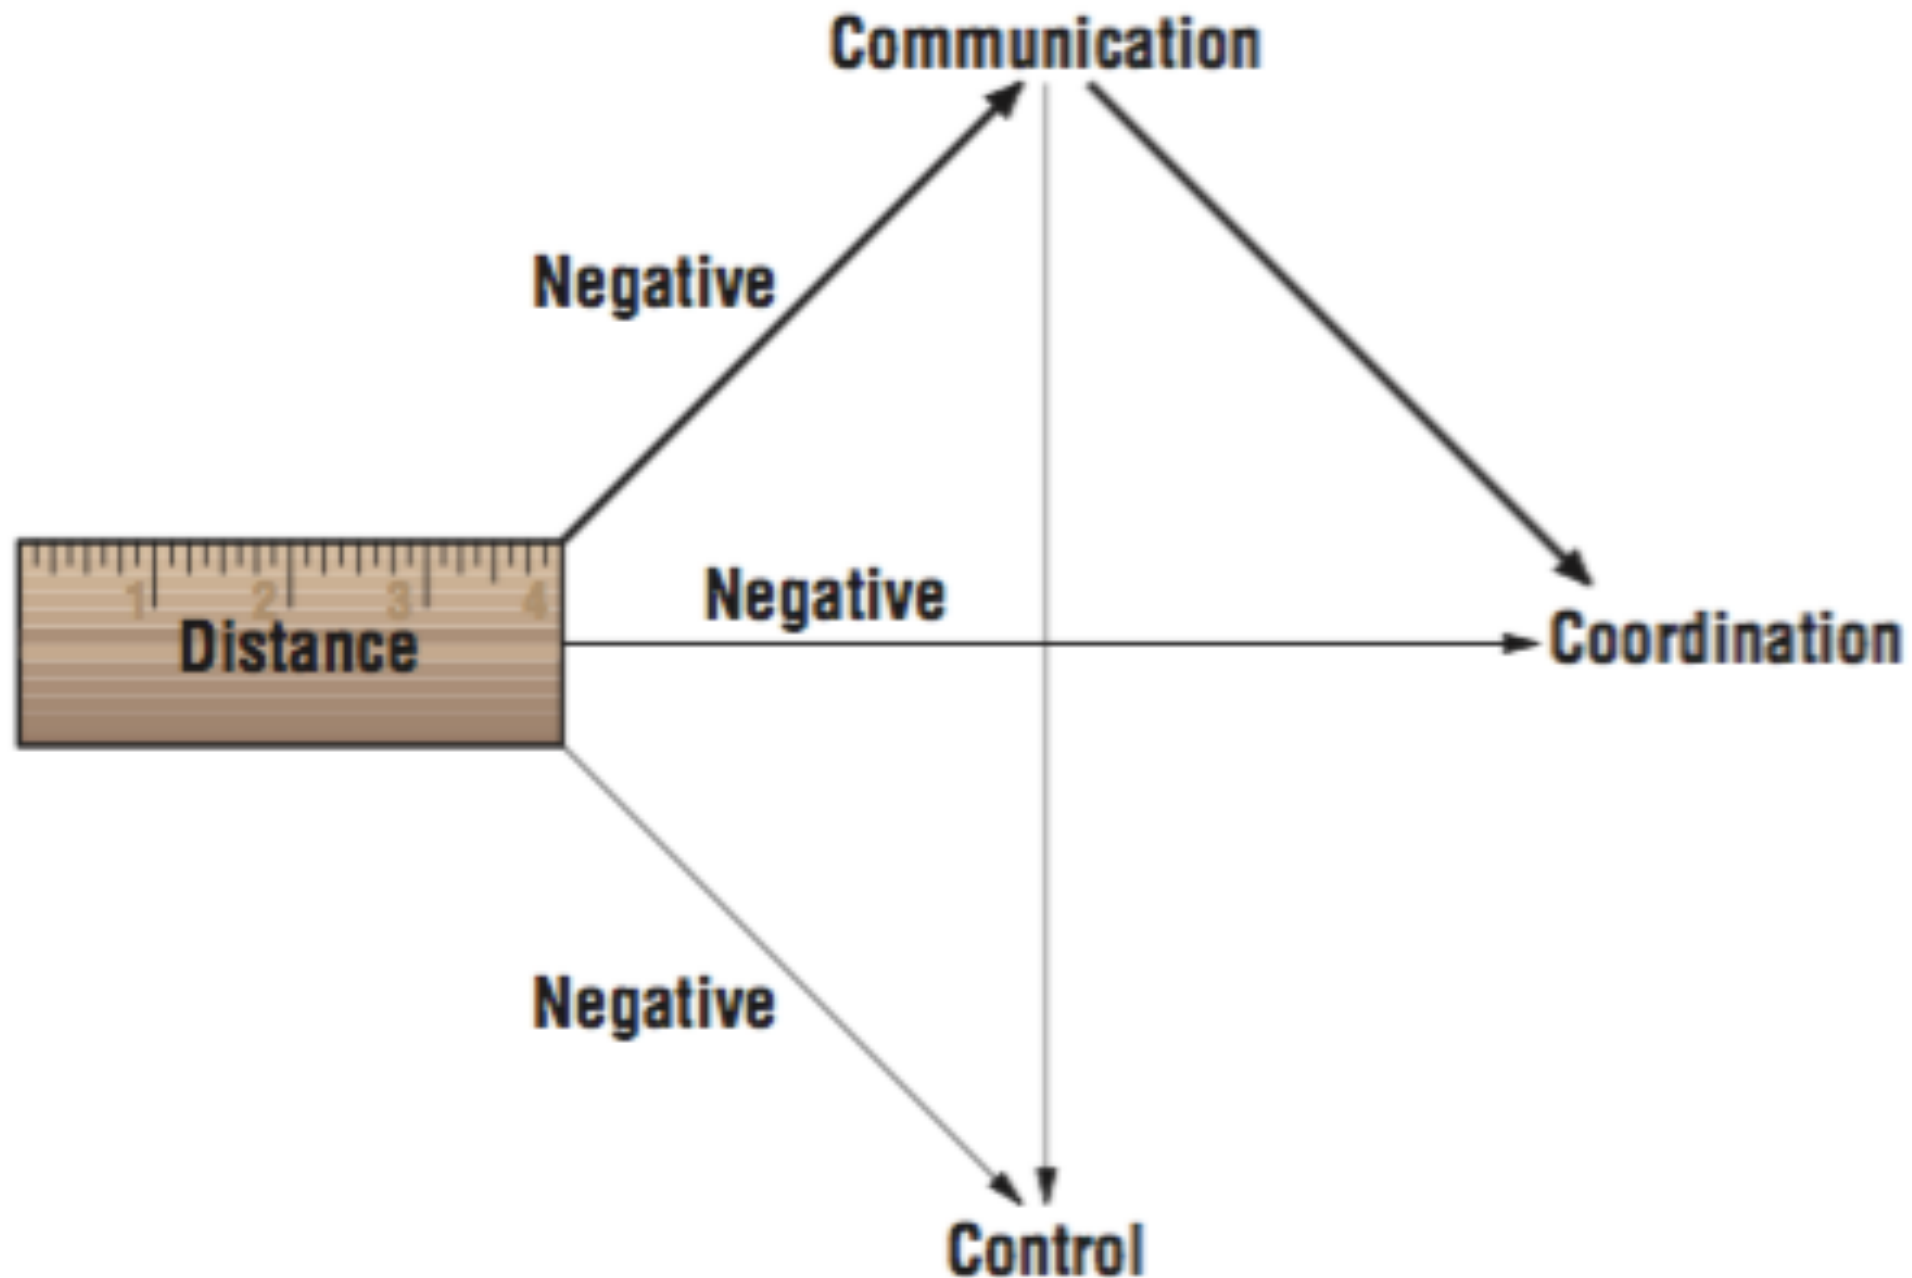 Communication
Negative
Negative
1 2 3 4
Distance
Coordination
Negative
Control